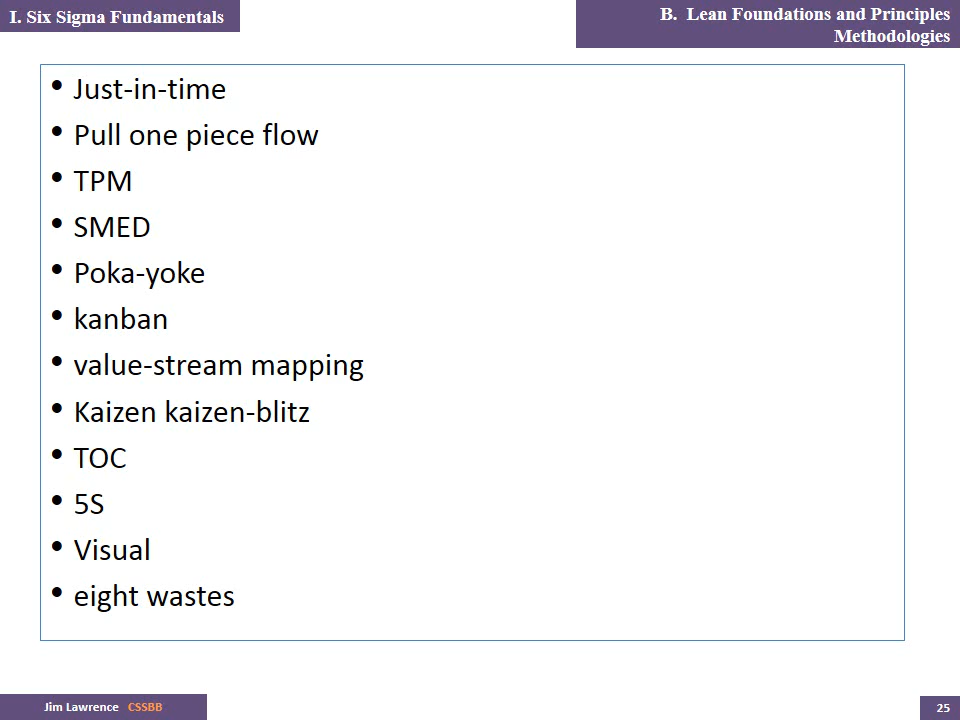 I. Six Sigma Fundamentals
B. Lean Foundations and Principles
Methodologies
• Just-in-time
• Pull one piece flow
• TPM
• SMED
• Poka-yoke
• kanban
• value-stream mapping
• Kaizen kaizen-blitz
• TOC
• 5S
• Visual
• eight wastes
Jim Lawrence CSSBB
25